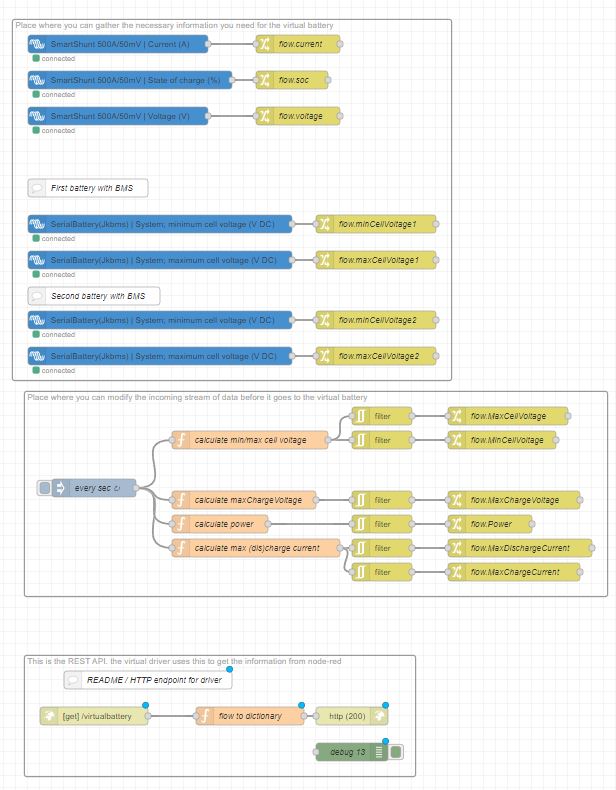 Place where you can gather the necessary information you need for the virtual battery
SmartShunt 500A/50mV | Current (A)
flow.current
connected
SmartShunt 500A/50mV | State of charge (%)
flow.soc
connected
SmartShunt 500A/50mV | Voltage (V)
flow.voltage
connected
First battery with BMS
SerialBattery(Jkbms) | System; minimum cell voltage (V DC)
flow.minCellVoltage1
connected
SerialBattery(Jkbms) | System; maximum cell voltage (V DC)
flow.maxCellVoltage1
connected
Second battery with BMS
SerialBattery(Jkbms) | System; minimum cell voltage (V DC)
flow.minCellVoltage2
connected
SerialBattery(Jkbms) | System; maximum cell voltage (V DC)
flow.maxCellVoltage2
connected
Place where you can modify the incoming stream of data before it goes to the virtual battery
filter
flow.MaxCellVoltage
calculate min/max cell voltage
filter
flow.MinCellVoltage
every sec ↻
calculate maxChargeVoltage
filter
flow.MaxChargeVoltage
calculate power
filter
flow.Power
calculate max (dis)charge current
filter
flow.MaxDischargeCurrent
filter
flow.MaxChargeCurrent
This is the REST API. the virtual driver uses this to get the information from node-red
README / HTTP endpoint for driver
[get] /virtualbattery
flow to dictionary
http (200)
debug 13